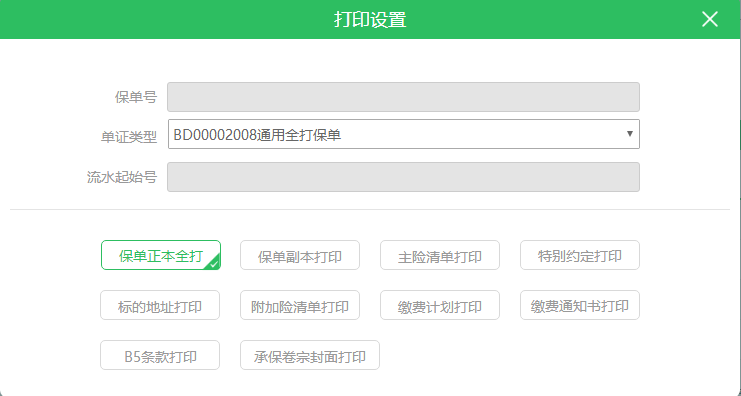 打印设置
保单号
单证类型 BD00002008通用全打保单
流水起始号
保单正本全打 保单副本打印 主险清单打印 特别约定打印
标的地址打印 附加险清单打印 缴费计划打印 缴费通知书打印
B5条款打印 承保卷宗封面打印